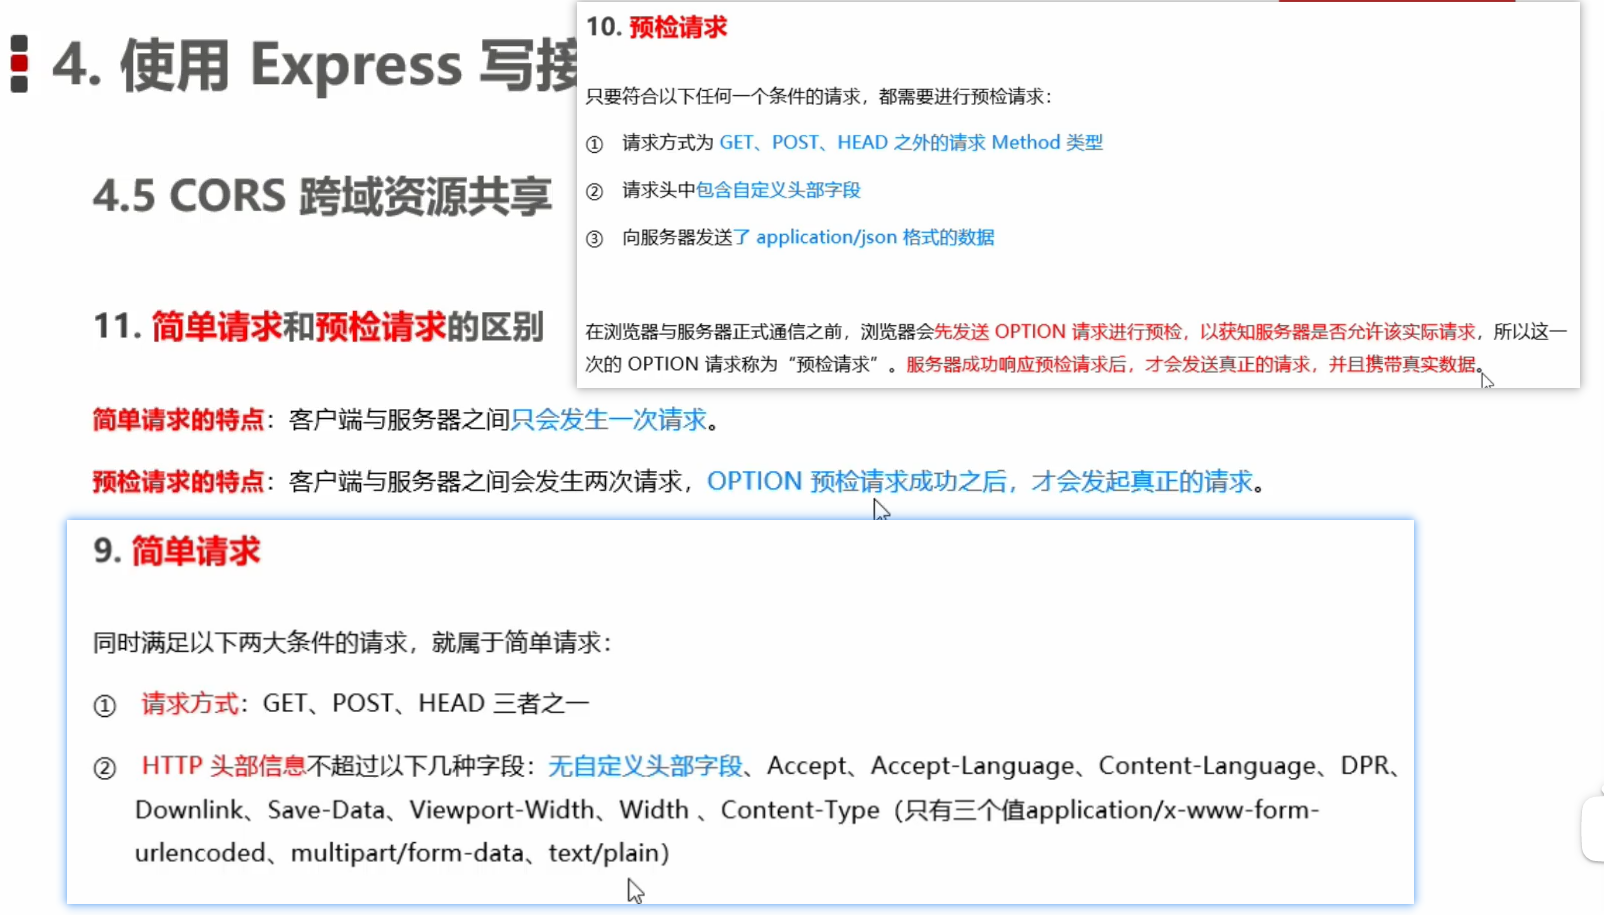 4. 使用 Express 写接
4.5 CORS 跨域资源共享
11. 简单请求和预检请求的区别
简单请求的特点：客户端与服务器之间只会发生一次请求。
预检请求的特点：客户端与服务器之间会发生两次请求，OPTION 预检请求成功之后，才会发起真正的请求。
10. 预检请求
只要符合以下任何一个条件的请求，都需要进行预检请求：
① 请求方式为 GET、POST、HEAD 之外的请求 Method 类型
② 请求头中包含自定义头部字段
③ 向服务器发送了 application/json 格式的数据
在浏览器与服务器正式通信之前，浏览器会先发送 OPTION 请求进行预检，以获知服务器是否允许该实际请求，所以这一
次的 OPTION 请求称为“预检请求”。服务器成功响应预检请求后，才会发送真正的请求，并且携带真实数据。
9. 简单请求
同时满足以下两大条件的请求，就属于简单请求：
① 请求方式：GET、POST、HEAD 三者之一
② HTTP 头部信息不超过以下几种字段：无自定义头部字段、Accept、Accept-Language、Content-Language、DPR、
Downlink、Save-Data、Viewport-Width、Width 、Content-Type（只有三个值application/x-www-form-
urlencoded、multipart/form-data、text/plain）